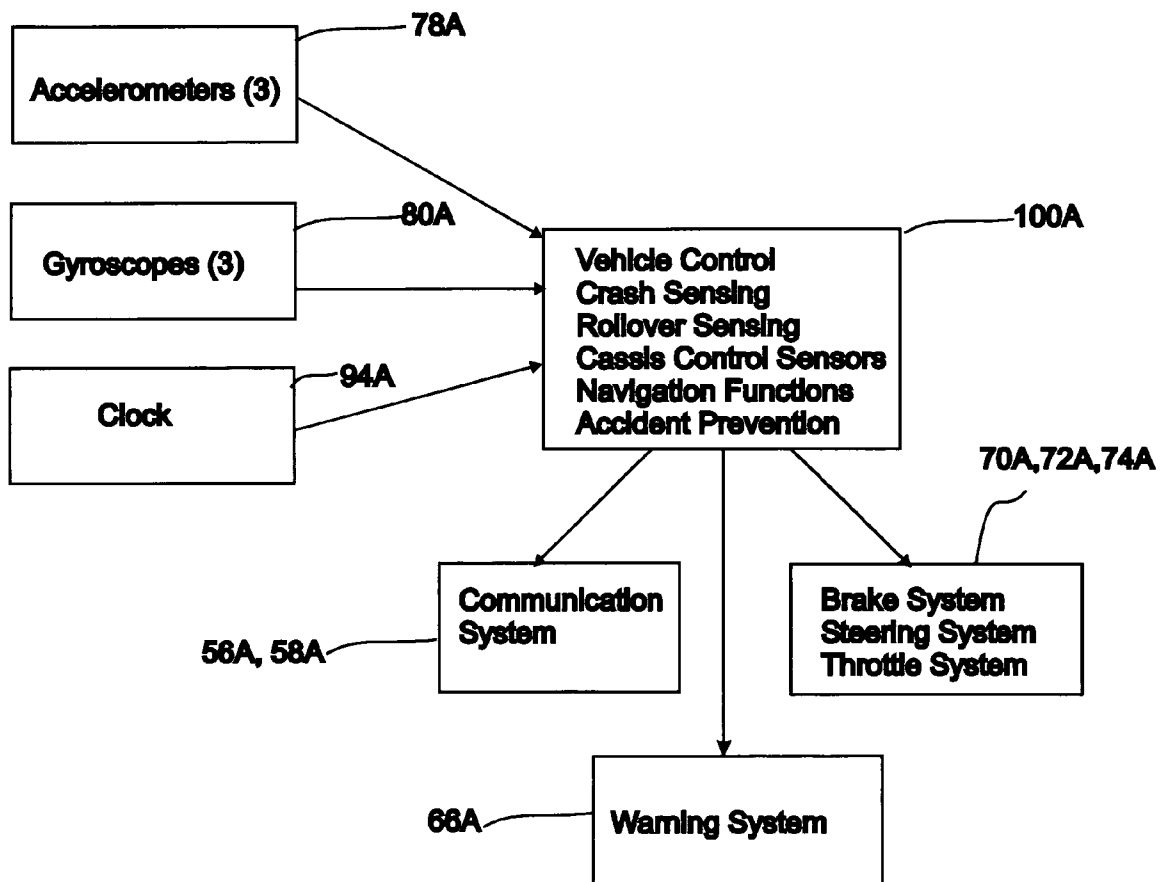 78A
Accelerometers (3)
80A
Gyroscopes (3)
94A
Clock
100A
Vehicle Control
Crash Sensing
Rollover Sensing
Cassis Control Sensors
Navigation Functions
Accident Prevention
70A,72A,74A
Communication
System
56A, 58A
Brake System
Steering System
Throttle System
66A
Warning System